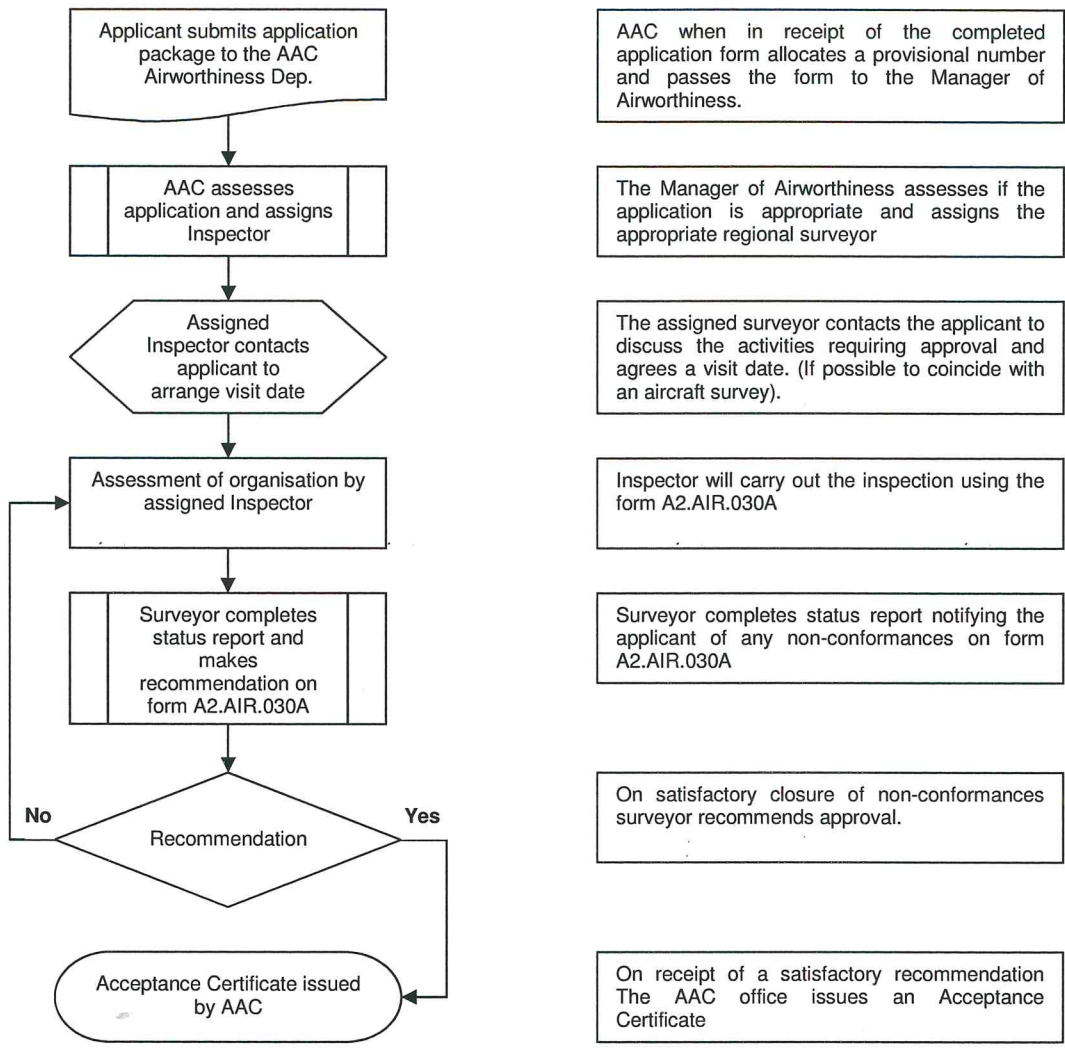 Applicant submits application
package to the AAC
Airworthiness Dep.
AAC when in receipt of the completed
application form allocates a provisional number
and passes the form to the Manager of
Airworthiness.
AAC assesses
application and assigns
Inspector
The Manager of Airworthiness assesses if the
application is appropriate and assigns the
appropriate regional surveyor
Assigned
Inspector contacts
applicant to
arrange visit date
The assigned surveyor contacts the applicant to
discuss the activities requiring approval and
agrees a visit date. (If possible to coincide with
an aircraft survey).
Assessment of organisation by
assigned Inspector
Inspector will carry out the inspection using the
form A2.AIR.030A
Surveyor completes
status report and
makes
recommendation on
form A2.AIR.030A
Surveyor completes status report notifying the
applicant of any non-conformances on form
A2.AIR.030A
No
Recommendation
Yes
On satisfactory closure of non-conformances
surveyor recommends approval.
Acceptance Certificate issued
by AAC
On receipt of a satisfactory recommendation
The AAC office issues an Acceptance
Certificate